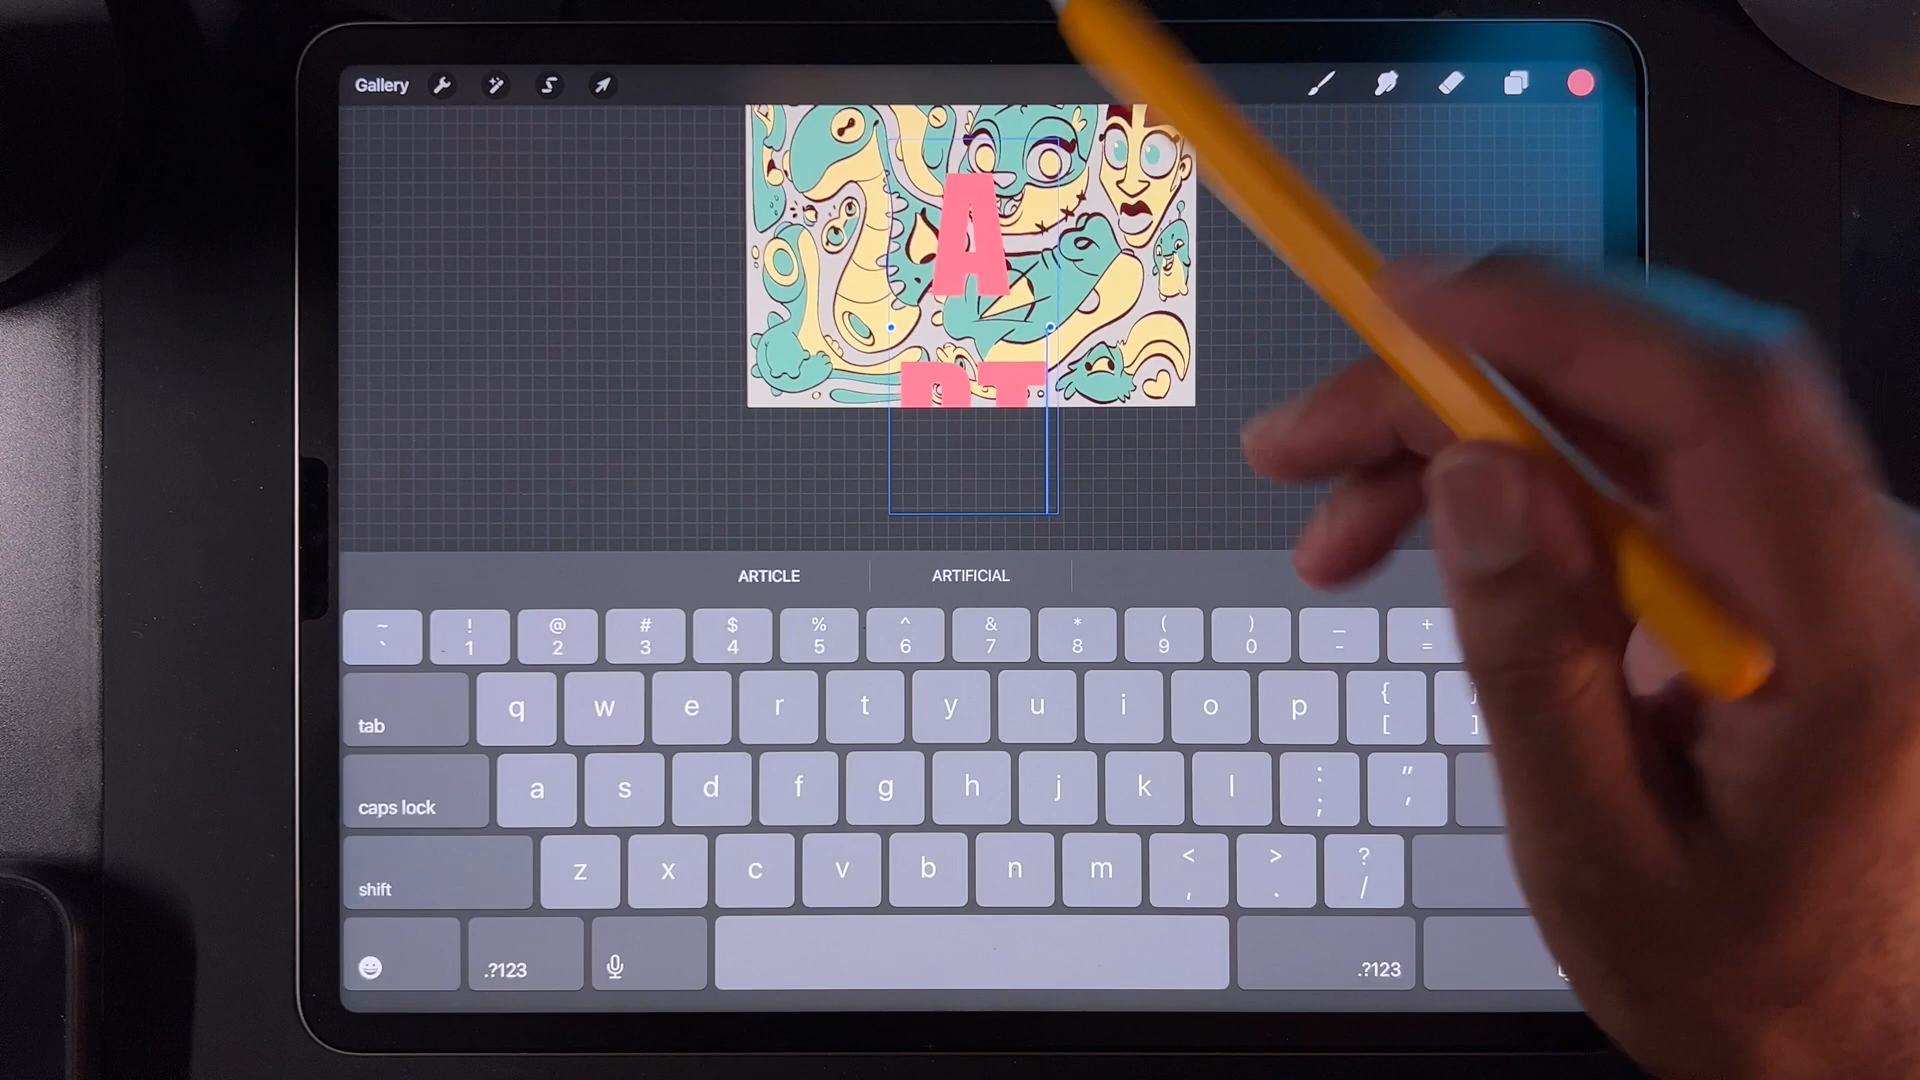 Gallery
A
RT
ARTICLE ARTIFICIAL
~ ! @ # $ % ^ & * ( ) _ +
` 1 2 3 4 5 6 7 8 9 0 - =
tab q w e r t y u i o p { [ ]
caps lock a s d f g h j k l : ; " '
shift z x c v b n m < , > . ? /
.?123 .?123